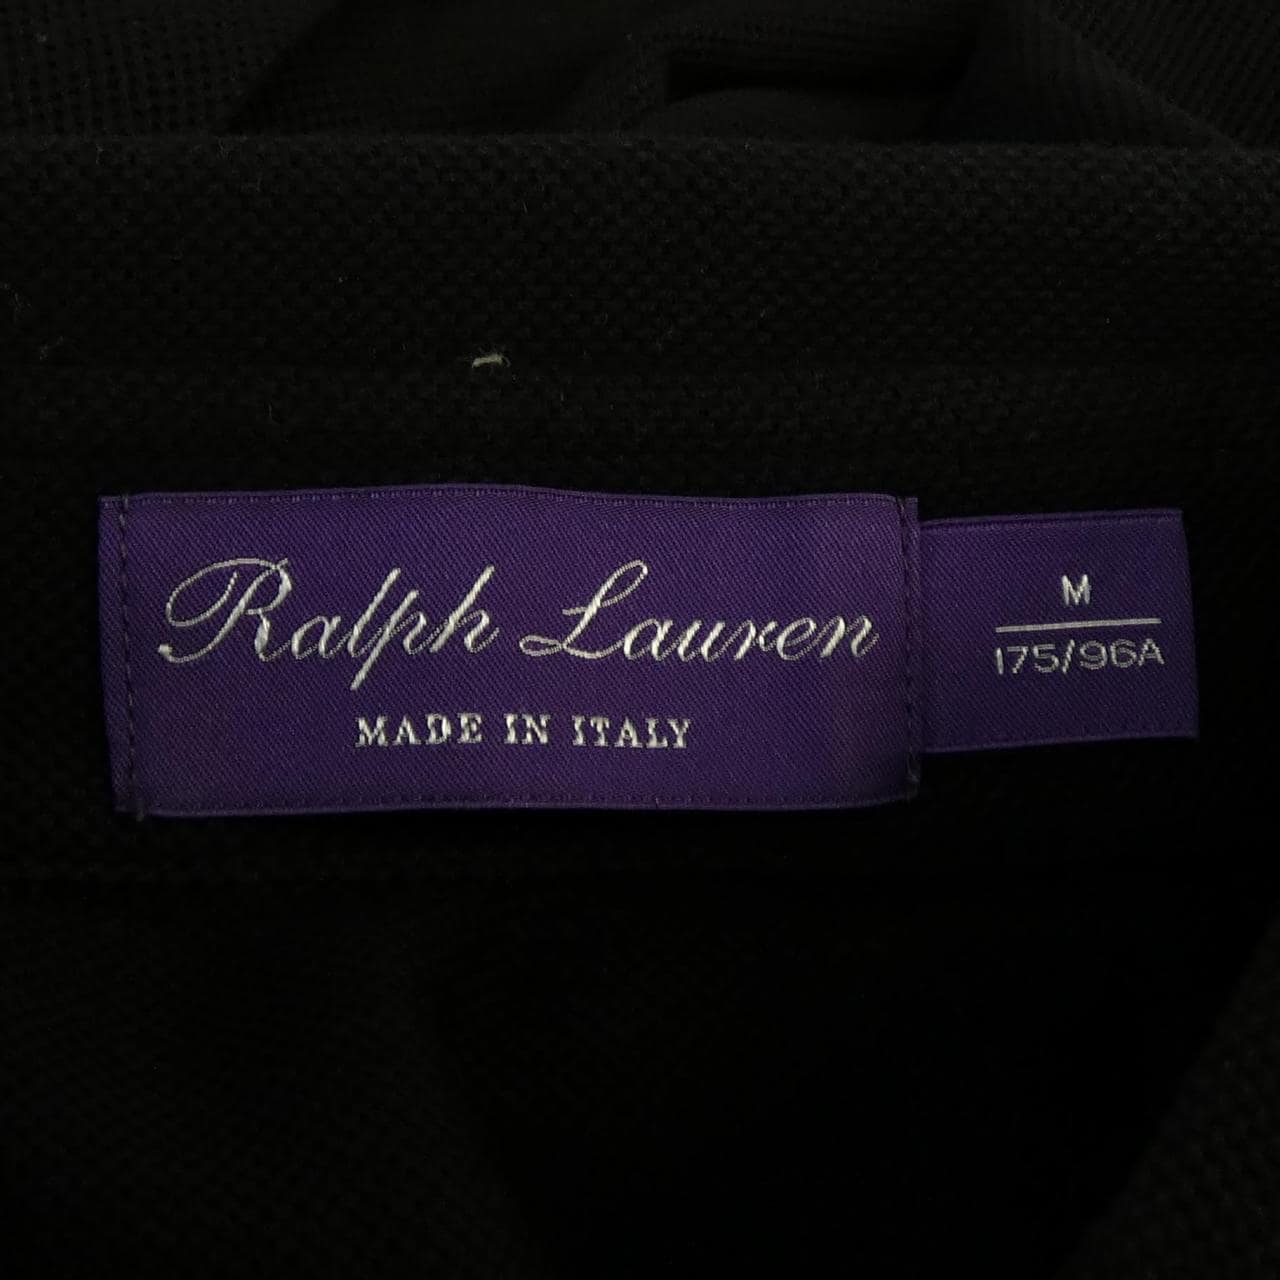 Ralph Lauren
MADE IN ITALY
M
175/96A